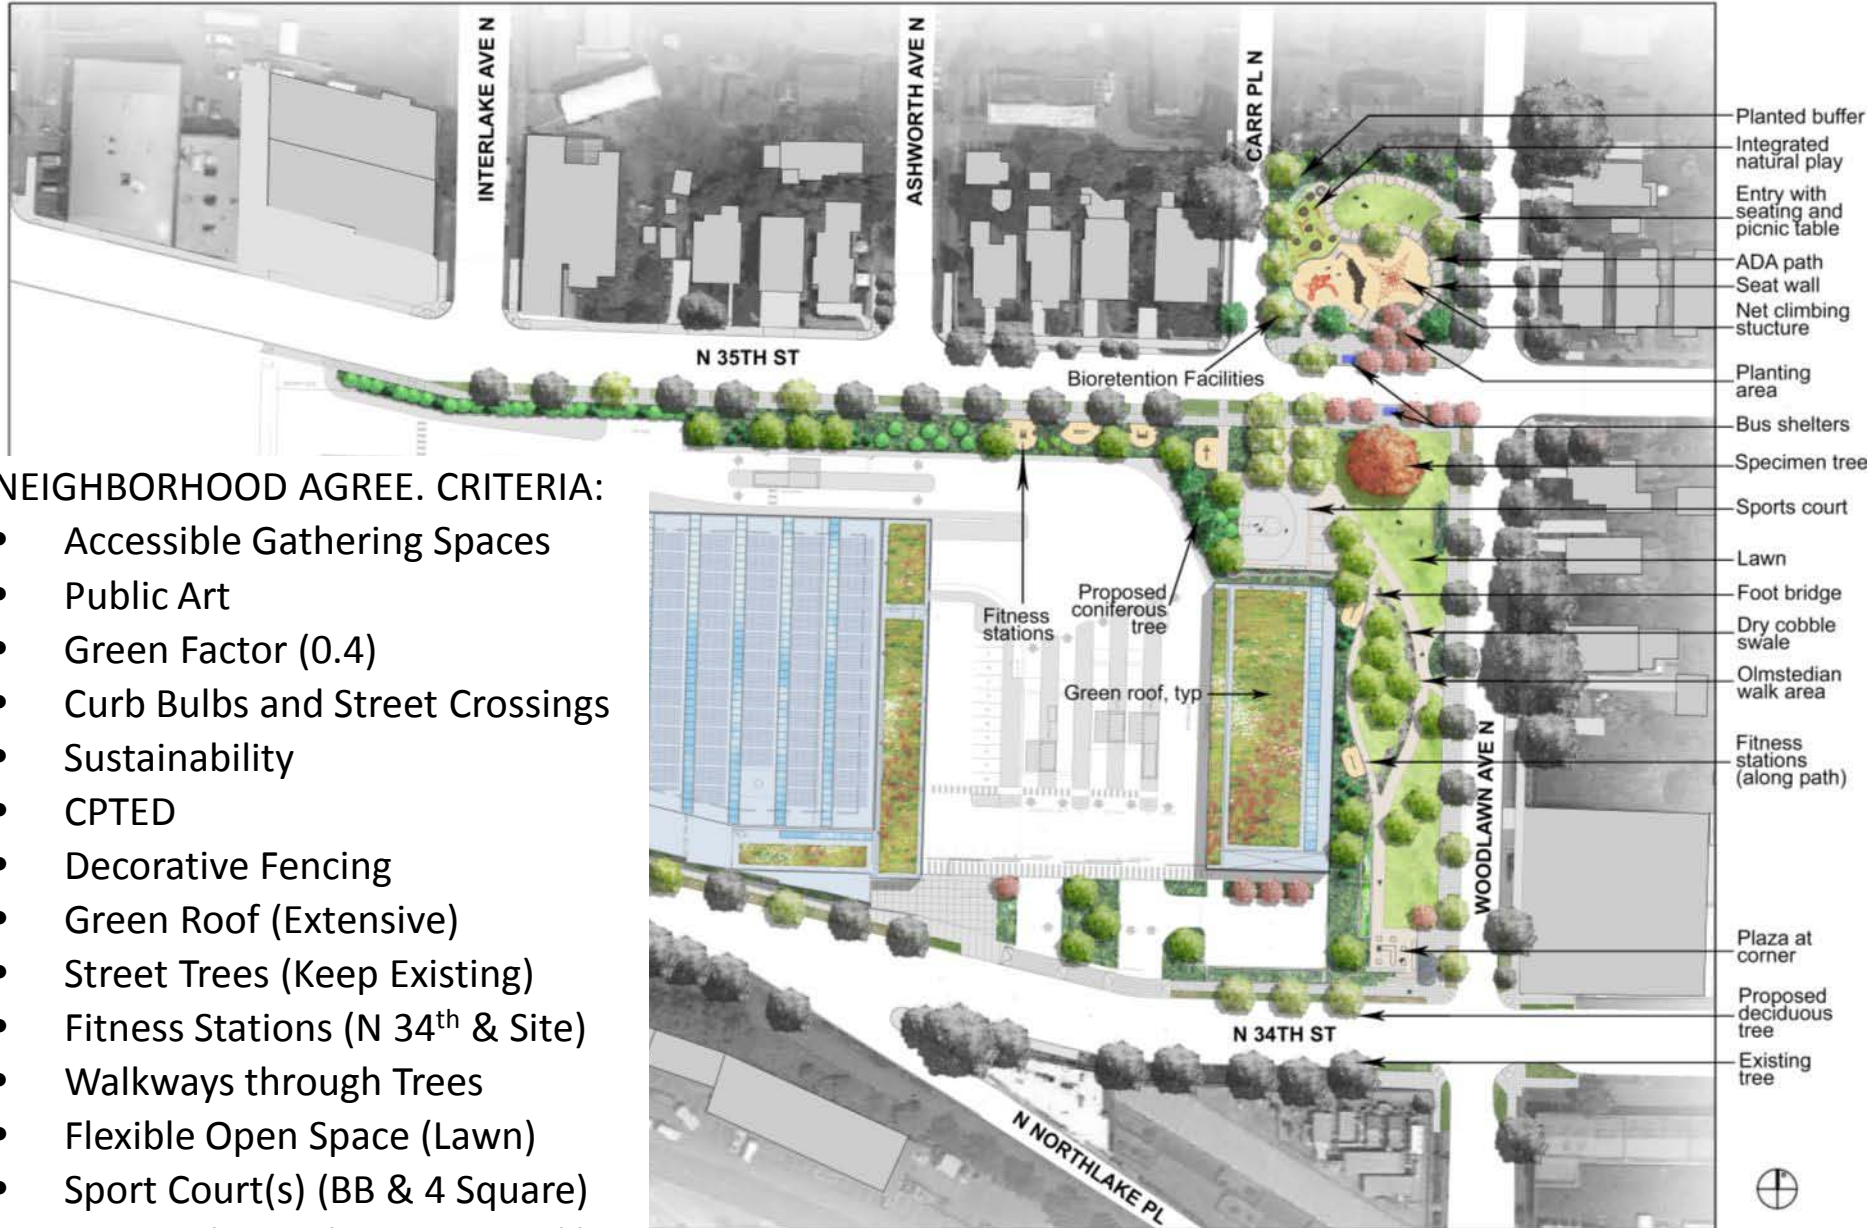 INTERLAKE AVE N
ASHWORTH AVE N
CARR PL N
Planted buffer
Integrated
natural play
Entry with
seating and
picnic table
ADA path
Seat wall
Net climbing
stucture
Planting
area
Bus shelters
Specimen tree
Sports court
Lawn
Foot bridge
Dry cobble
swale
Olmstedian
walk area
Fitness
stations
(along path)
Plaza at
corner
Proposed
deciduous
tree
Existing
tree
N 35TH ST
Bioretention Facilities
Fitness
stations
Proposed
coniferous
tree
Green roof, typ
WOODLAWN AVE N
N 34TH ST
N NORTHLAKE PL
NEIGHBORHOOD AGREE. CRITERIA:
• Accessible Gathering Spaces
• Public Art
• Green Factor (0.4)
• Curb Bulbs and Street Crossings
• Sustainability
• CPTED
• Decorative Fencing
• Green Roof (Extensive)
• Street Trees (Keep Existing)
• Fitness Stations (N 34th & Site)
• Walkways through Trees
• Flexible Open Space (Lawn)
• Sport Court(s) (BB & 4 Square)